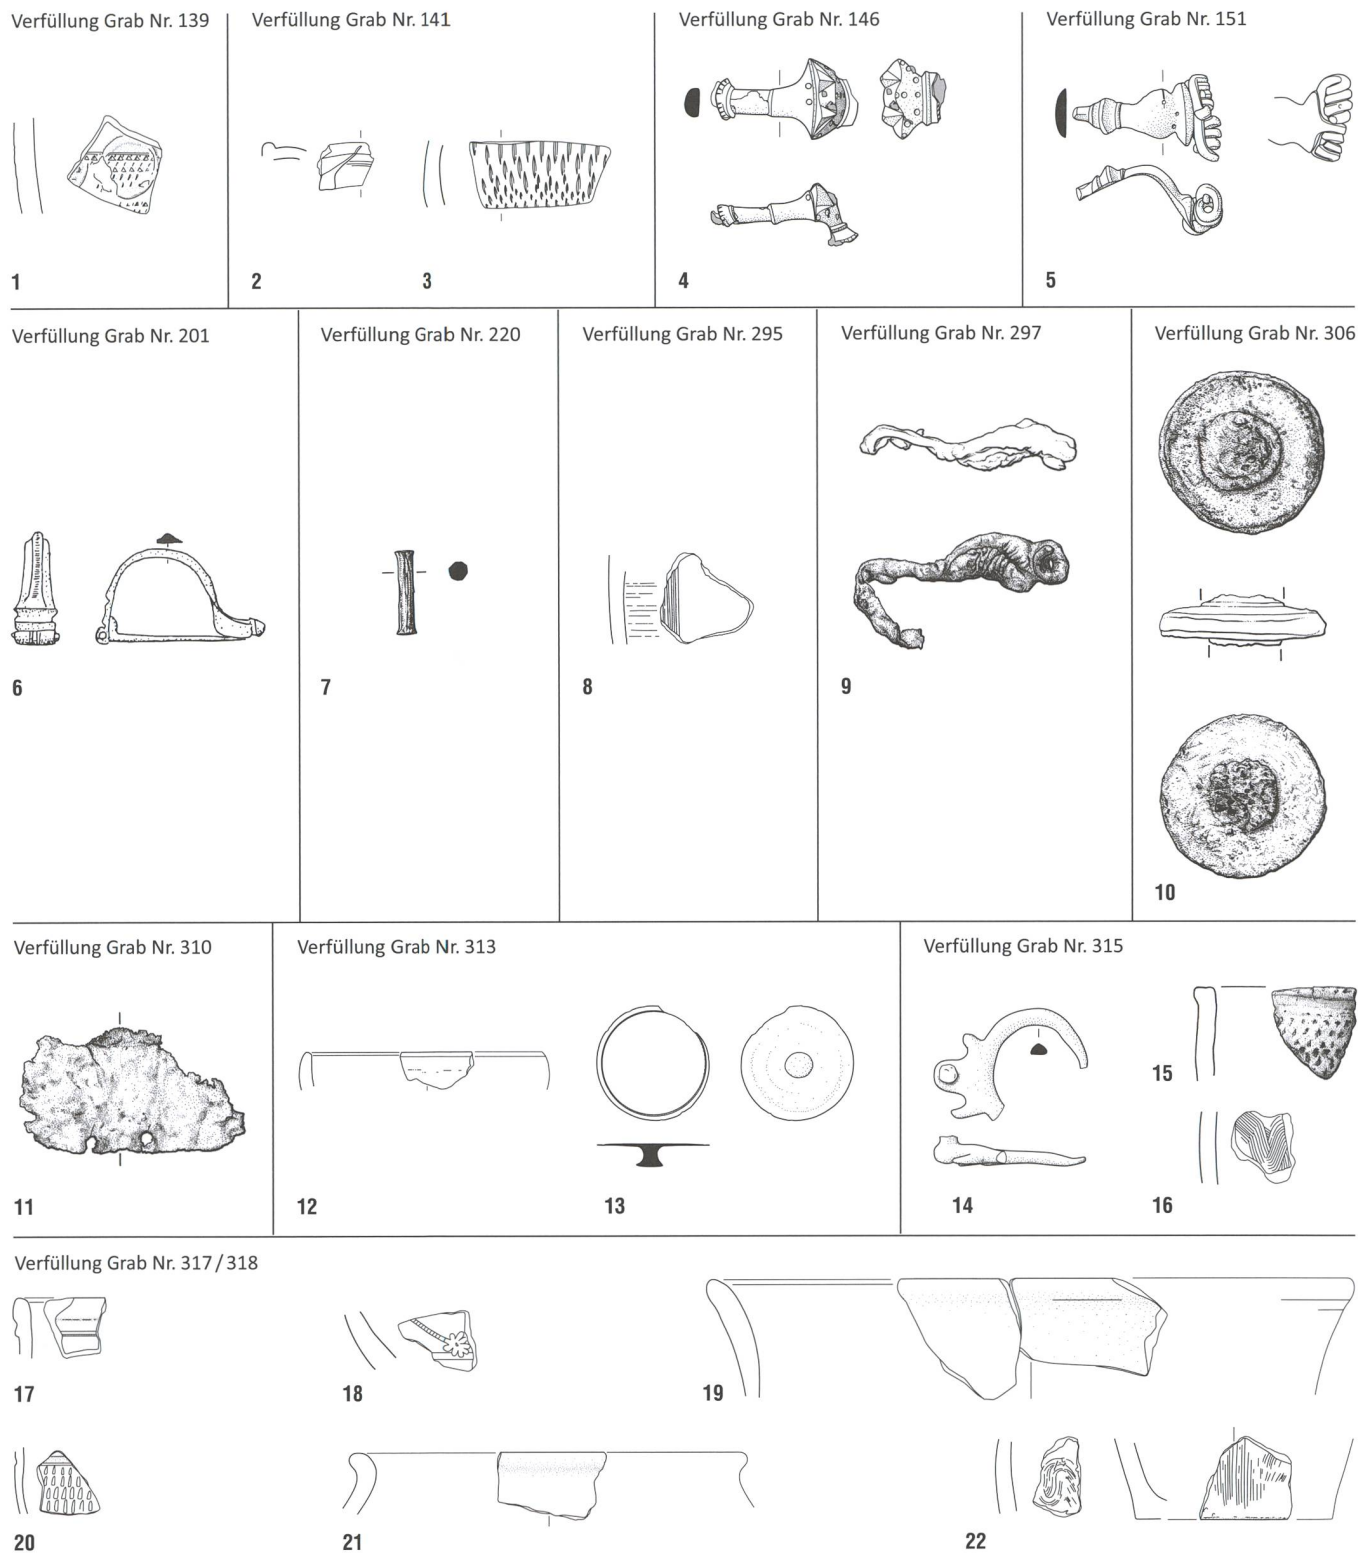 Verfüllung Grab Nr. 139
Verfüllung Grab Nr. 141
Verfüllung Grab Nr. 146
Verfüllung Grab Nr. 151
1
2
3
4
5
Verfüllung Grab Nr. 201
Verfüllung Grab Nr. 220
Verfüllung Grab Nr. 295
Verfüllung Grab Nr. 297
Verfüllung Grab Nr. 306
6
7
8
9
10
Verfüllung Grab Nr. 310
Verfüllung Grab Nr. 313
Verfüllung Grab Nr. 315
11
12
13
14
15
16
Verfüllung Grab Nr. 317/318
17
18
19
20
21
22